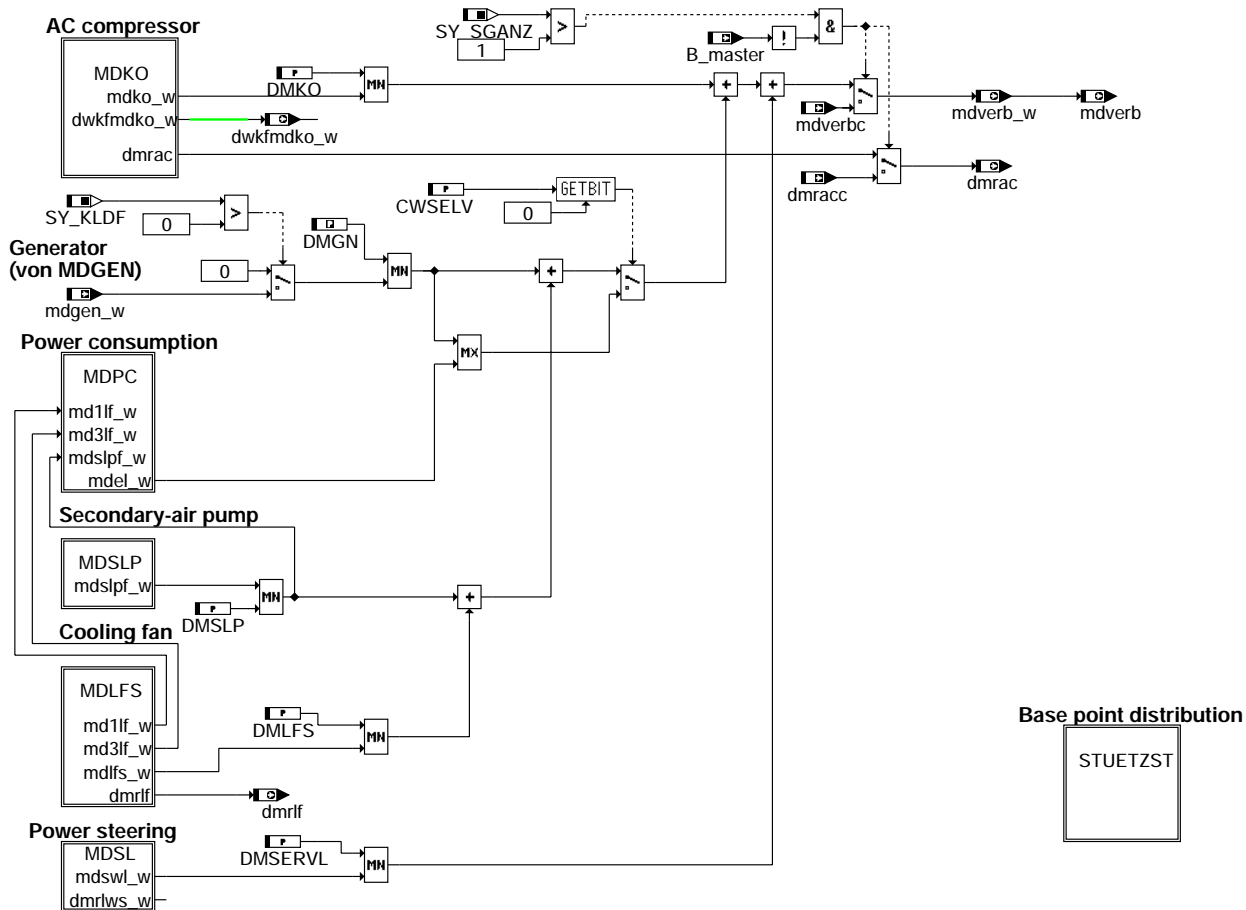 AC compressor
MDKO
mdko_w
dwkfmdko_w
dmrac
DMKO
MN
dwkfmdko_w
SY_SGANZ
1
>
B_master
!
&
+
+
mdverbc
mdverb_w
mdverb
dmracc
dmrac
SY_KLDF
0
>
Generator
(von MDGEN)
0
mdgen_w
DMGN
MN
CWSELV
GETBIT
0
+
MX
Power consumption
MDPC
md1lf_w
md3lf_w
mdslpf_w
mdel_w
Secondary-air pump
MDSLP
mdslpf_w
MN
DMSLP
+
Cooling fan
MDLFS
md1lf_w
md3lf_w
mdlfs_w
dmrlf
DMLFS
MN
dmrlf
Base point distribution
STUETZST
Power steering
MDSL
mdswl_w
dmrlws_w
DMSERVL
MN